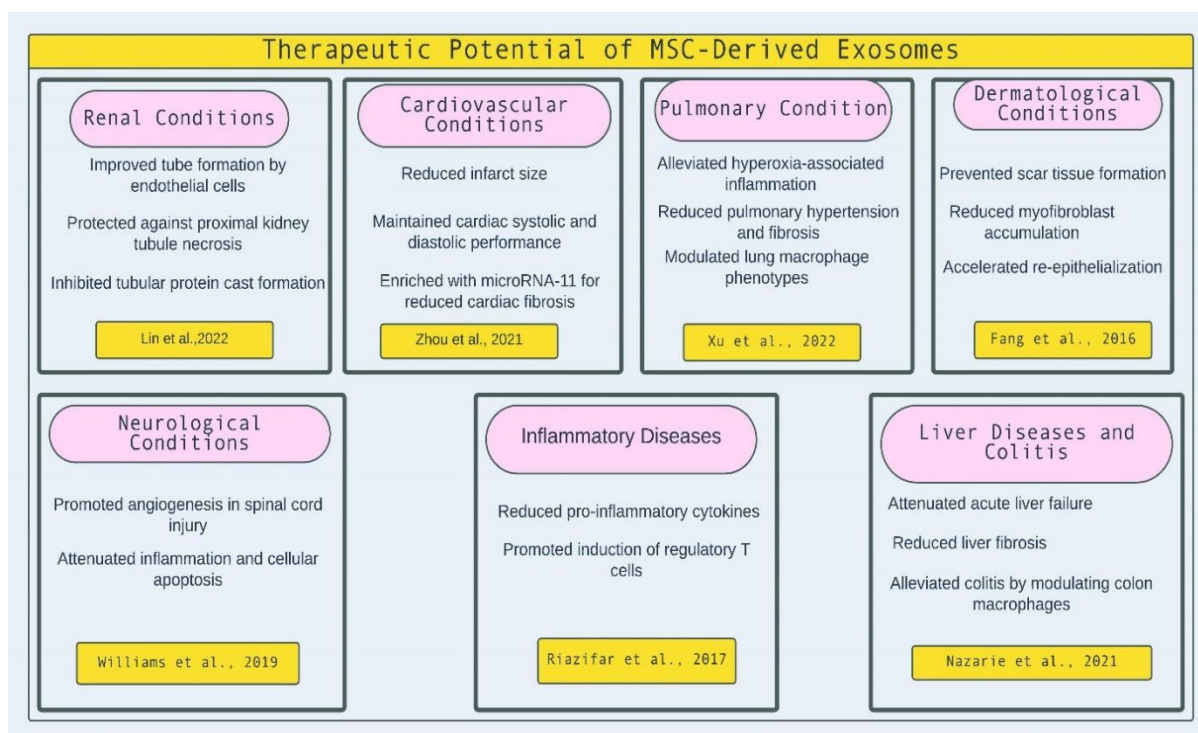 Therapeutic Potential of MSC-Derived Exosomes
Renal Conditions
Improved tube formation by
endothelial cells
Protected against proximal kidney
tubule necrosis
Inhibited tubular protein cast formation
Lin et al.,2022
Cardiovascular
Conditions
Reduced infarct size
Maintained cardiac systolic and
diastolic performance
Enriched with microRNA-11 for
reduced cardiac fibrosis
Zhou et al., 2021
Pulmonary Condition
Alleviated hyperoxia-associated
inflammation
Reduced pulmonary hypertension
and fibrosis
Modulated lung macrophage
phenotypes
Xu et al., 2022
Dermatological
Conditions
Prevented scar tissue formation
Reduced myofibroblast
accumulation
Accelerated re-epithelialization
Fang et al., 2016
Neurological
Conditions
Promoted angiogenesis in spinal cord
injury
Attenuated inflammation and cellular
apoptosis
Williams et al., 2019
Inflammatory Diseases
Reduced pro-inflammatory cytokines
Promoted induction of regulatory T
cells
Riazifar et al., 2017
Liver Diseases and
Colitis
Attenuated acute liver failure
Reduced liver fibrosis
Alleviated colitis by modulating colon
macrophages
Nazarie et al., 2021